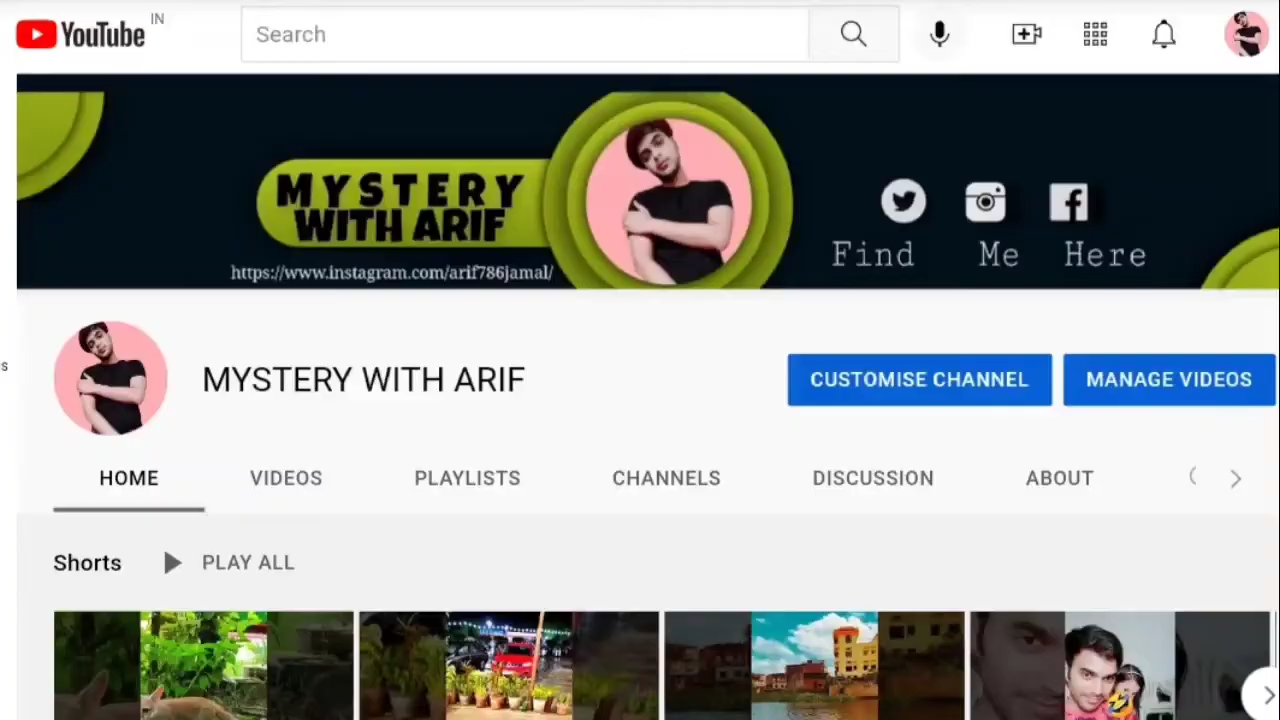 YouTube IN
Search
MYSTERY
WITH ARIF
https://www.instagram.com/arif786jamal/
Find Me Here
MYSTERY WITH ARIF
CUSTOMISE CHANNEL
MANAGE VIDEOS
s
HOME VIDEOS PLAYLISTS CHANNELS DISCUSSION ABOUT
Shorts PLAY ALL